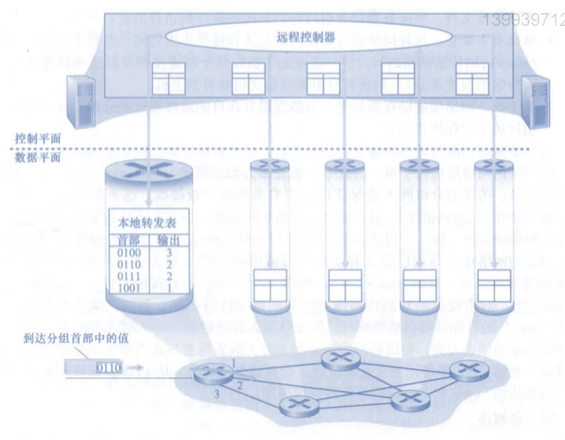 139939712
远程控制器
控制平面
数据平面
本地转发表
首部 输出
0100 3
0110 2
0111 2
1001 1
到达分组首部中的值
0110
1
2
3